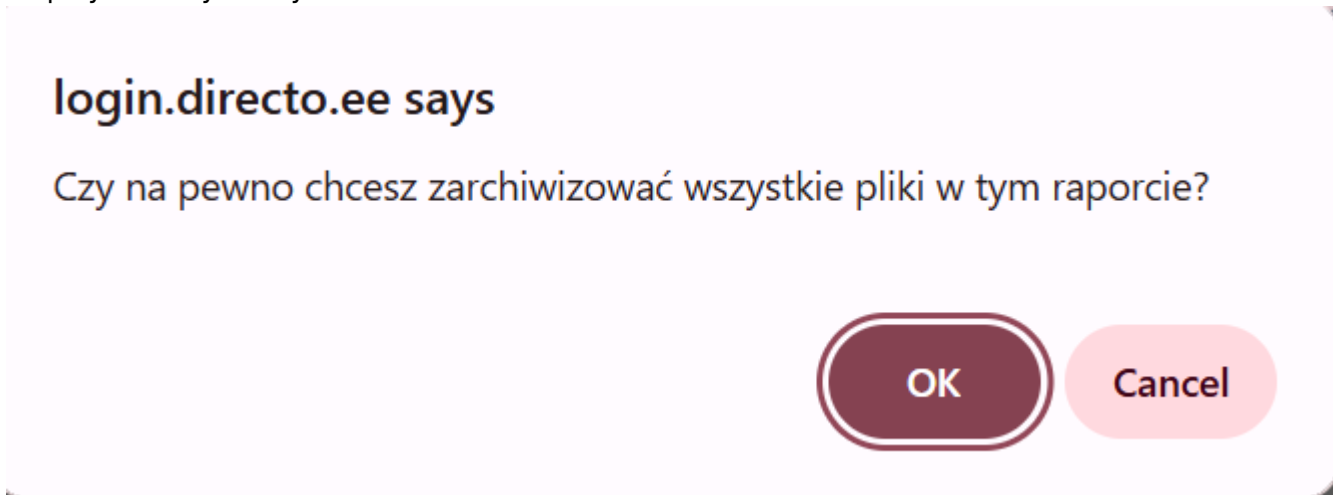 login.directo.ee says
Czy na pewno chcesz zarchiwizować wszystkie pliki w tym raporcie?
OK
Cancel